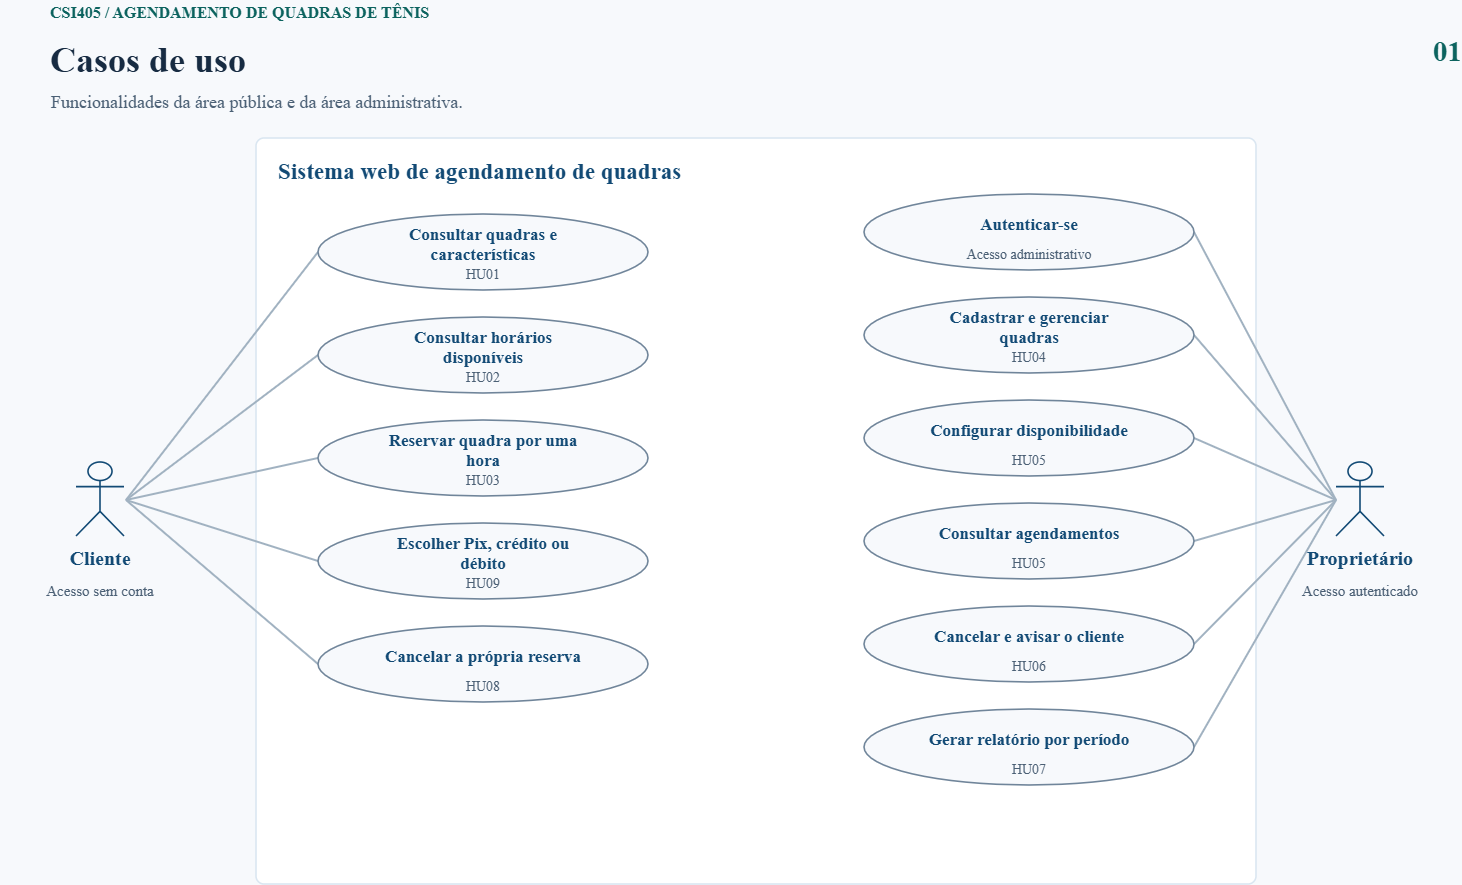 CSI405 / AGENDAMENTO DE QUADRAS DE TÊNIS
Casos de uso
01
Funcionalidades da área pública e da área administrativa.
Sistema web de agendamento de quadras
Consultar quadras e
características
HU01
Consultar horários
disponíveis
HU02
Reservar quadra por uma
hora
HU03
Escolher Pix, crédito ou
débito
HU09
Cancelar a própria reserva
HU08
Autenticar-se
Acesso administrativo
Cadastrar e gerenciar
quadras
HU04
Configurar disponibilidade
HU05
Consultar agendamentos
HU05
Cancelar e avisar o cliente
HU06
Gerar relatório por período
HU07
Cliente
Acesso sem conta
Proprietário
Acesso autenticado